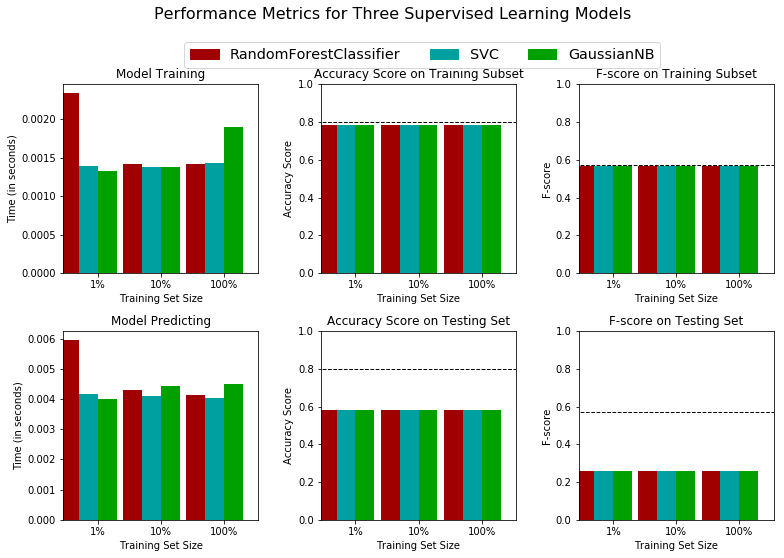 Performance Metrics for Three Supervised Learning Models
RandomForestClassifier SVC GaussianNB
Model Training
Time (in seconds)
0.0020
0.0015
0.0010
0.0005
0.0000
1% 10% 100%
Training Set Size
Accuracy Score on Training Subset
Accuracy Score
1.0
0.8
0.6
0.4
0.2
0.0
1% 10% 100%
Training Set Size
F-score on Training Subset
F-score
1.0
0.8
0.6
0.4
0.2
0.0
1% 10% 100%
Training Set Size
Model Predicting
Time (in seconds)
0.006
0.005
0.004
0.003
0.002
0.001
0.000
1% 10% 100%
Training Set Size
Accuracy Score on Testing Set
Accuracy Score
1.0
0.8
0.6
0.4
0.2
0.0
1% 10% 100%
Training Set Size
F-score on Testing Set
F-score
1.0
0.8
0.6
0.4
0.2
0.0
1% 10% 100%
Training Set Size